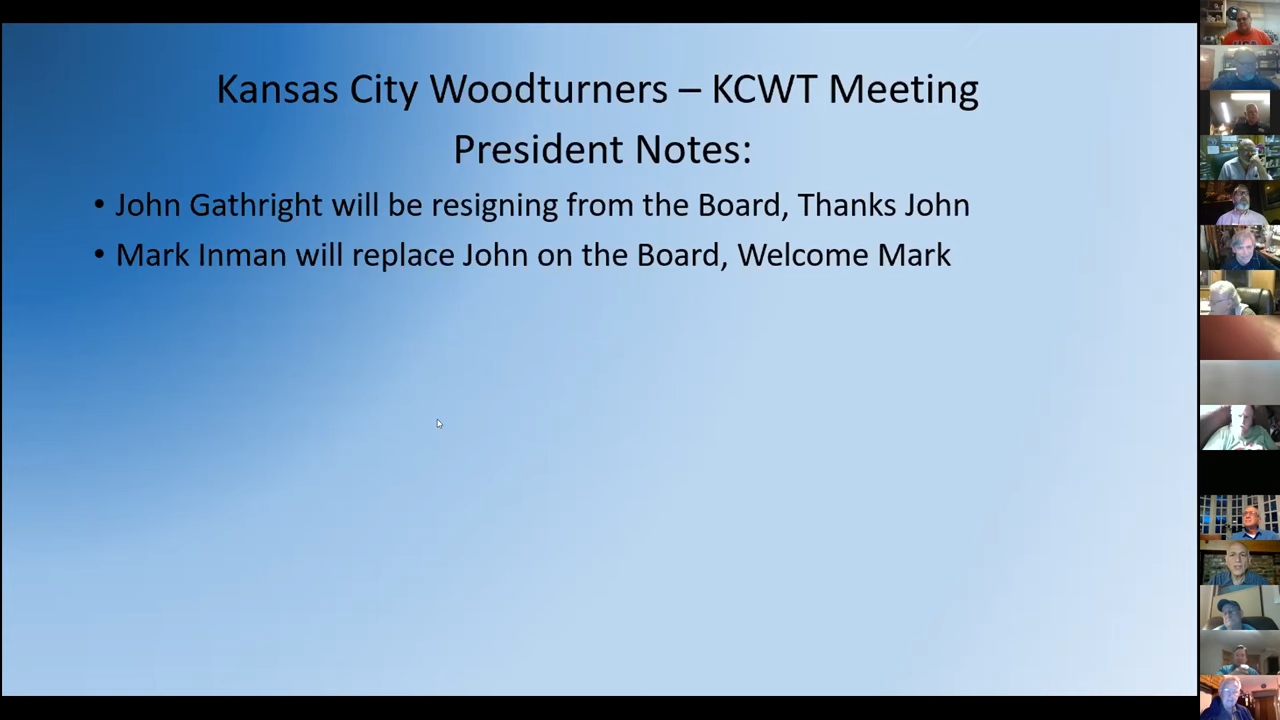 Kansas City Woodturners – KCWT Meeting
President Notes:
• John Gathright will be resigning from the Board, Thanks John
• Mark Inman will replace John on the Board, Welcome Mark